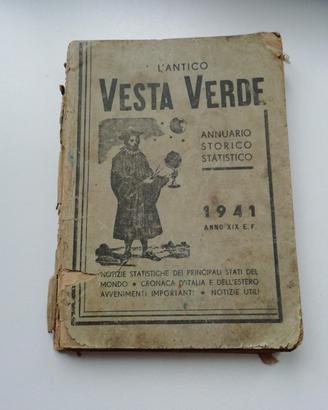 L'ANTICO
VESTA VERDE
ANNUARIO
STORICO
STATISTICO
1941
ANNO XIX E. F.
NOTIZIE STATISTICHE DEI PRINCIPALI STATI DEL
MONDO • CRONACA D'ITALIA E DELL'ESTERO
AVVENIMENTI IMPORTANTI • NOTIZIE UTILI